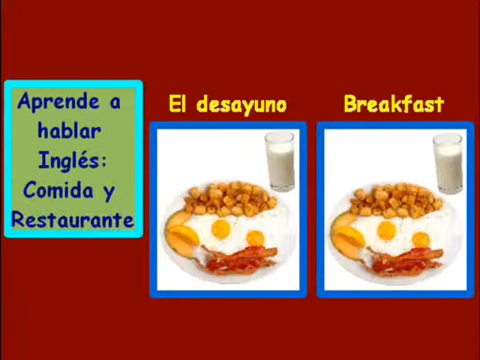 Aprende a
hablar
Inglés:
Comida y
Restaurante
El desayuno
Breakfast